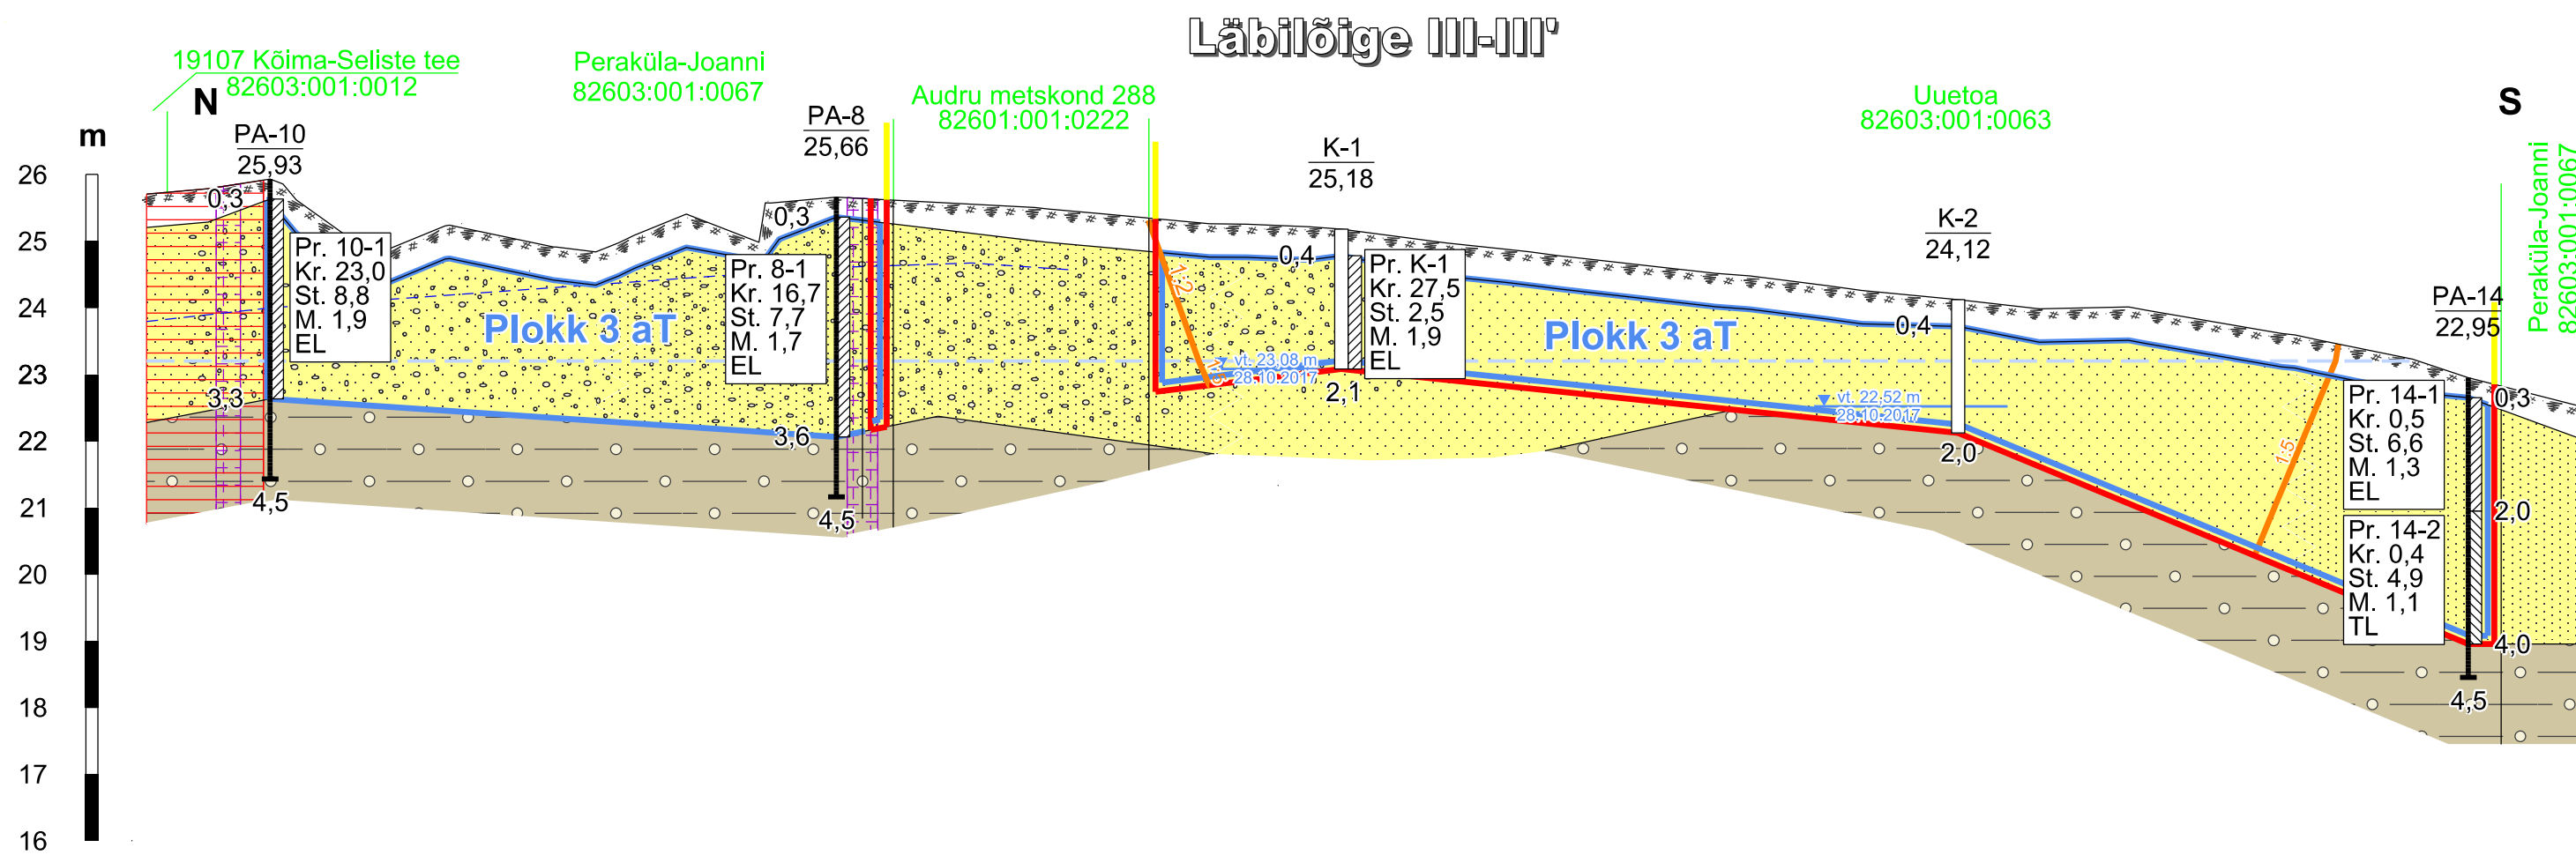 Läbilõige III-III'
19107 Kõima-Seliste tee
82603:001:0012
Peraküla-Joanni
82603:001:0067
Audru metskond 288
82601:001:0222
Uuetoa
82603:001:0063
Peraküla-Joanni
82603:001:0067
N
S
m
26
25
24
23
22
21
20
19
18
17
16
PA-10
25,93
0,3
3,3
4,5
Pr. 10-1
Kr. 23,0
St. 8,8
M. 1,9
EL
Plokk 3 aT
PA-8
25,66
0,3
3,6
4,5
Pr. 8-1
Kr. 16,7
St. 7,7
M. 1,7
EL
1:2
1:5
vt. 23,08 m
28.10.2017
K-1
25,18
0,4
2,1
Pr. K-1
Kr. 27,5
St. 2,5
M. 1,9
EL
Plokk 3 aT
vt. 22,52 m
28.10.2017
K-2
24,12
0,4
2,0
1:5
PA-14
22,95
0,3
2,0
4,0
4,5
Pr. 14-1
Kr. 0,5
St. 6,6
M. 1,3
EL
Pr. 14-2
Kr. 0,4
St. 4,9
M. 1,1
TL